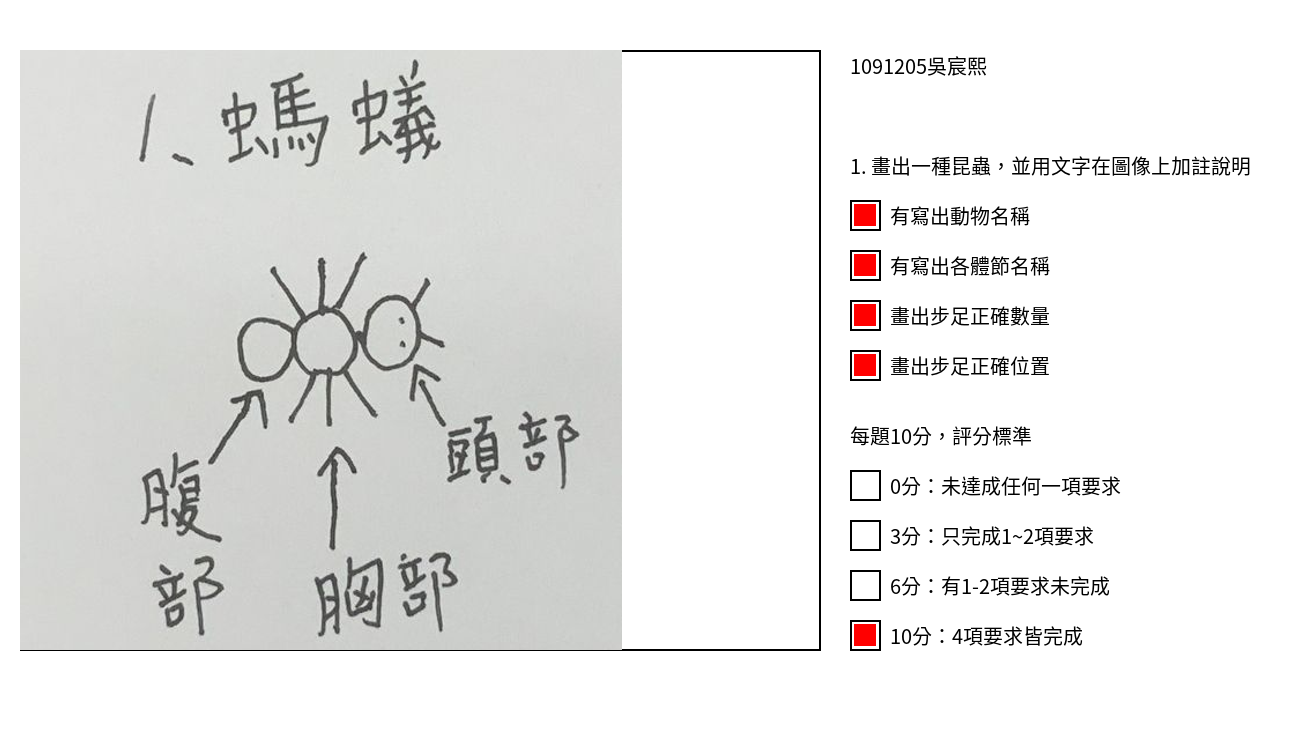 1、螞蟻
頭部
腹
部
胸部
1091205吳宸熙
1. 畫出一種昆蟲，並用文字在圖像上加註說明
有寫出動物名稱
有寫出各體節名稱
畫出步足正確數量
畫出步足正確位置
每題10分，評分標準
0分：未達成任何一項要求
3分：只完成1~2項要求
6分：有1-2項要求未完成
10分：4項要求皆完成